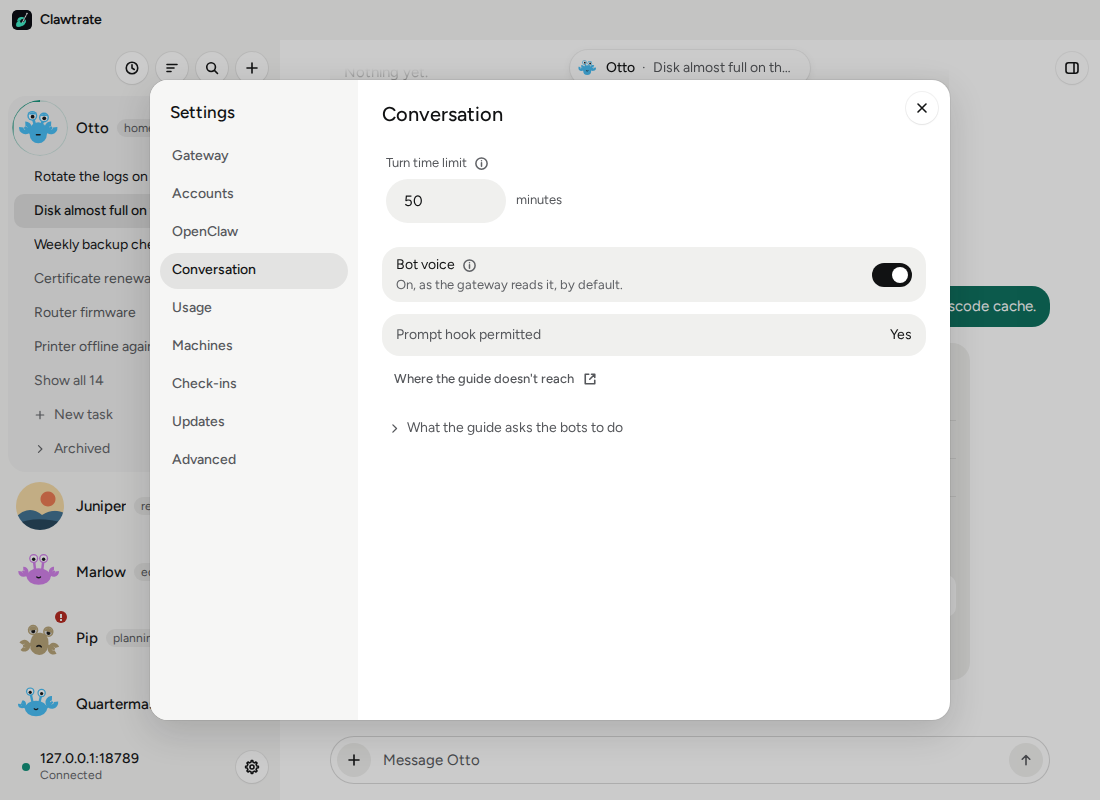 Clawtrate
Nothing yet.
Otto · Disk almost full on th...
Otto
Rotate the logs on
Disk almost full on
Weekly backup che
Certificate renewa
Router firmware
Printer offline again
Show all 14
New task
Archived
Juniper
re
Marlow
Pip
plannin
Quarterma
127.0.0.1:18789
Connected
Settings
Gateway
Accounts
OpenClaw
Conversation
Usage
Machines
Check-ins
Updates
Advanced
Conversation
Turn time limit
50 minutes
Bot voice
On, as the gateway reads it, by default.
Prompt hook permitted Yes
Where the guide doesn't reach
What the guide asks the bots to do
scode cache.
Message Otto